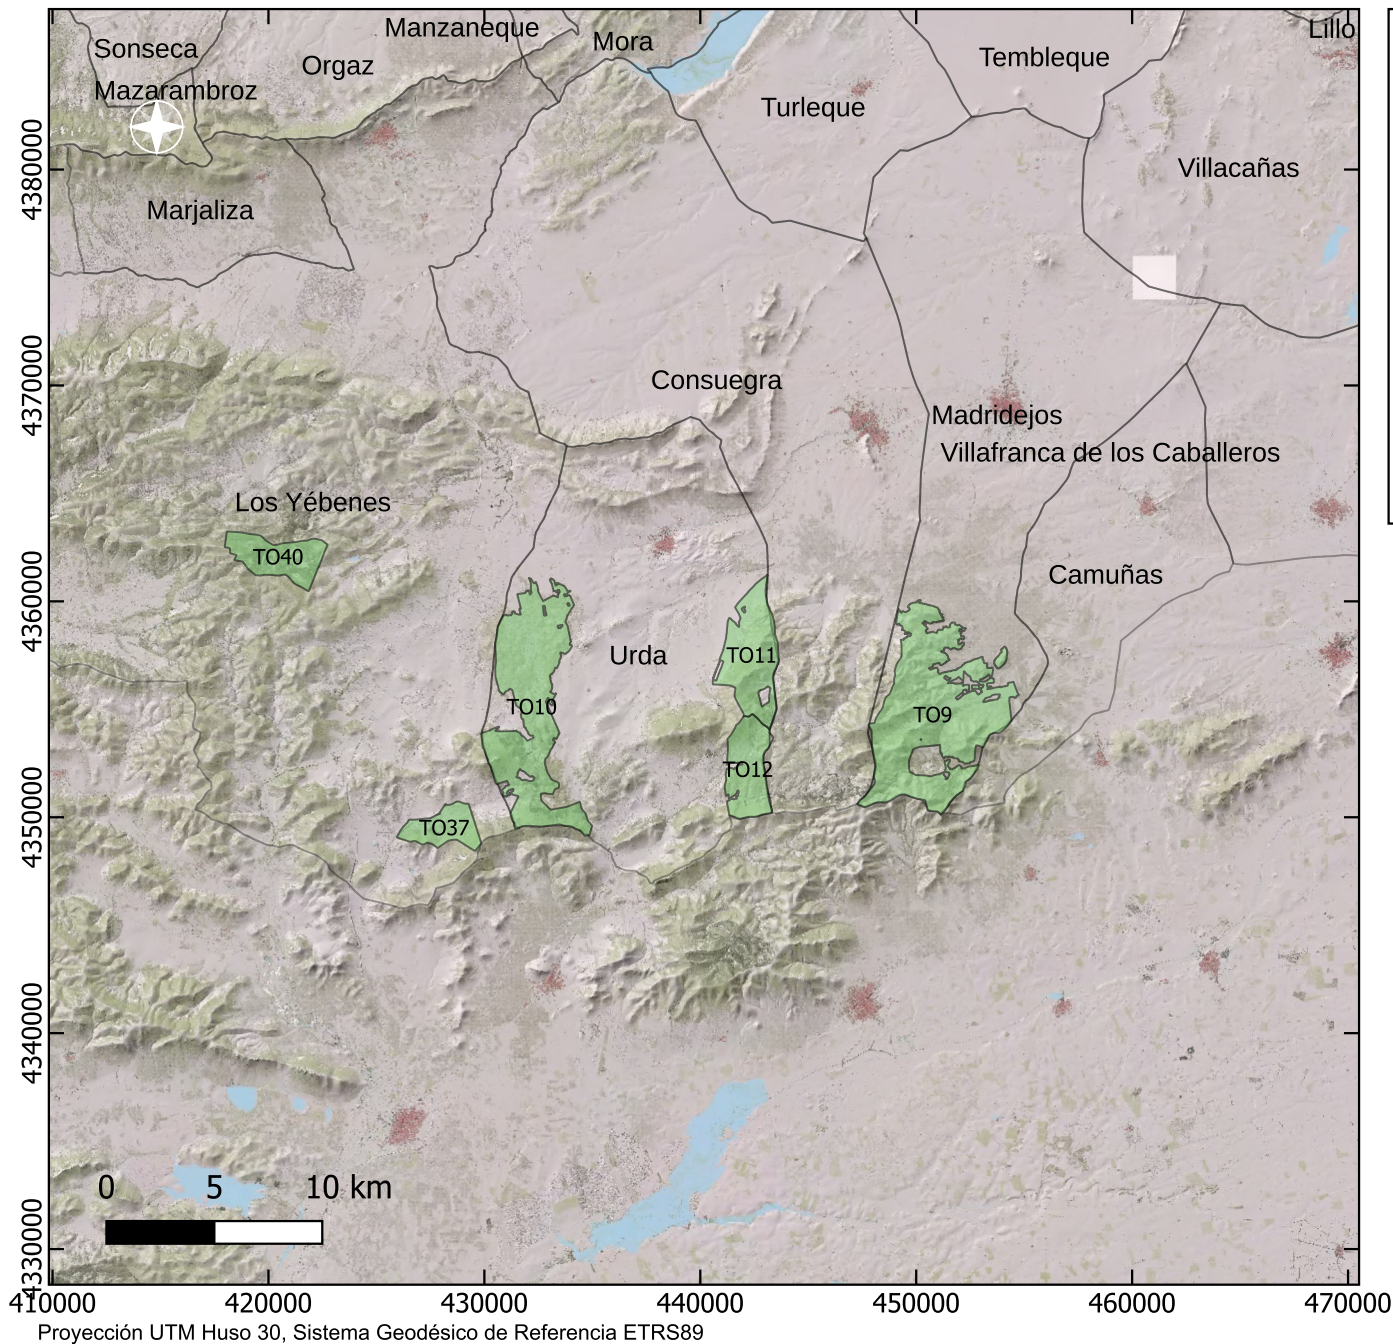 Manzaneque
Mora
Lillo
Sonseca
Orgaz
Tembleque
Mazarambroz
Turleque
Villacañas
Marjaliza
Consuegra
Madridejos
Villafranca de los Caballeros
Los Yébenes
TO40
Camuñas
Urda
TO11
TO10
TO9
TO12
TO37
0 5 10 km
4380000
4370000
4360000
4350000
4340000
4330000
410000 420000 430000 440000 450000 460000 470000
Proyección UTM Huso 30, Sistema Geodésico de Referencia ETRS89